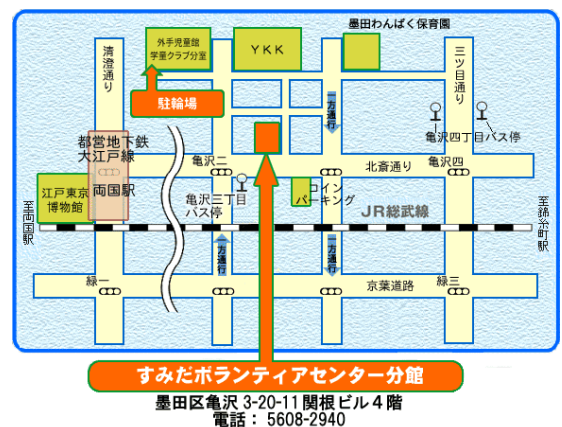 墨田わんぱく保育園
外手児童館
学童クラブ分室
YKK
清澄通り
三ツ目通り
駐輪場
一方通行
亀沢四丁目バス停
都営地下鉄
大江戸線
両国駅
亀沢二
北斎通り
亀沢四
江戸東京
博物館
亀沢三丁目
バス停
コイン
パーキング
至両国駅
JR総武線
至錦糸町駅
一方通行
一方通行
緑一
京葉道路
緑三
すみだボランティアセンター分館
墨田区亀沢 3-20-11 関根ビル４階
電話： 5608-2940